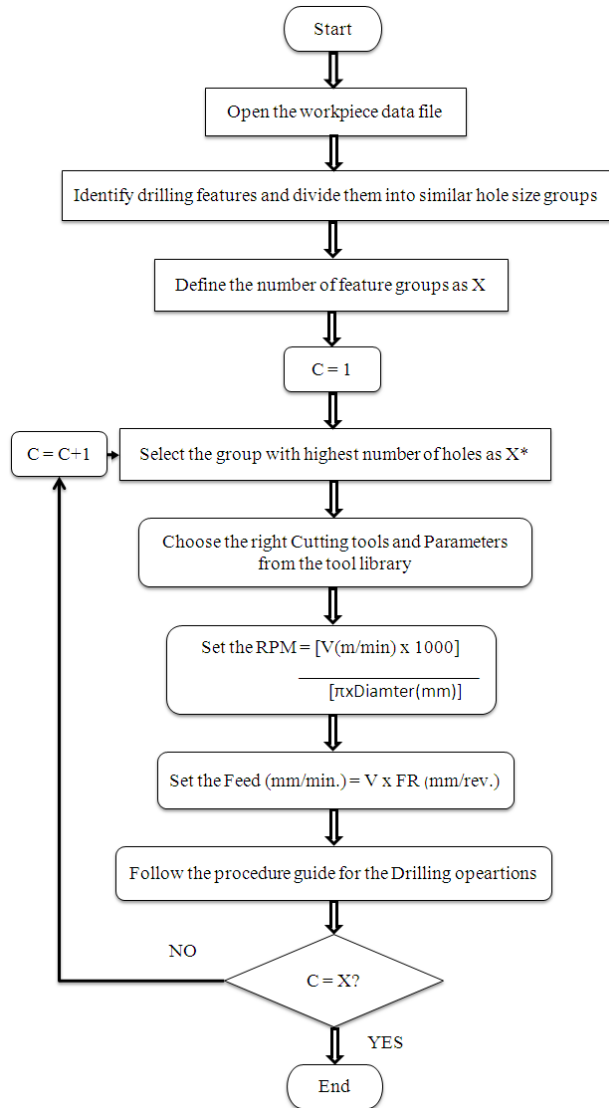 Start
Open the workpiece data file
Identify drilling features and divide them into similar hole size groups
Define the number of feature groups as X
C = 1
C = C+1
Select the group with highest number of holes as X*
Choose the right Cutting tools and Parameters
from the tool library
Set the RPM = [V(m/min) x 1000]
[πxDiamter(mm)]
Set the Feed (mm/min.) = V x FR (mm/rev.)
Follow the procedure guide for the Drilling opeartions
NO
C = X?
YES
End